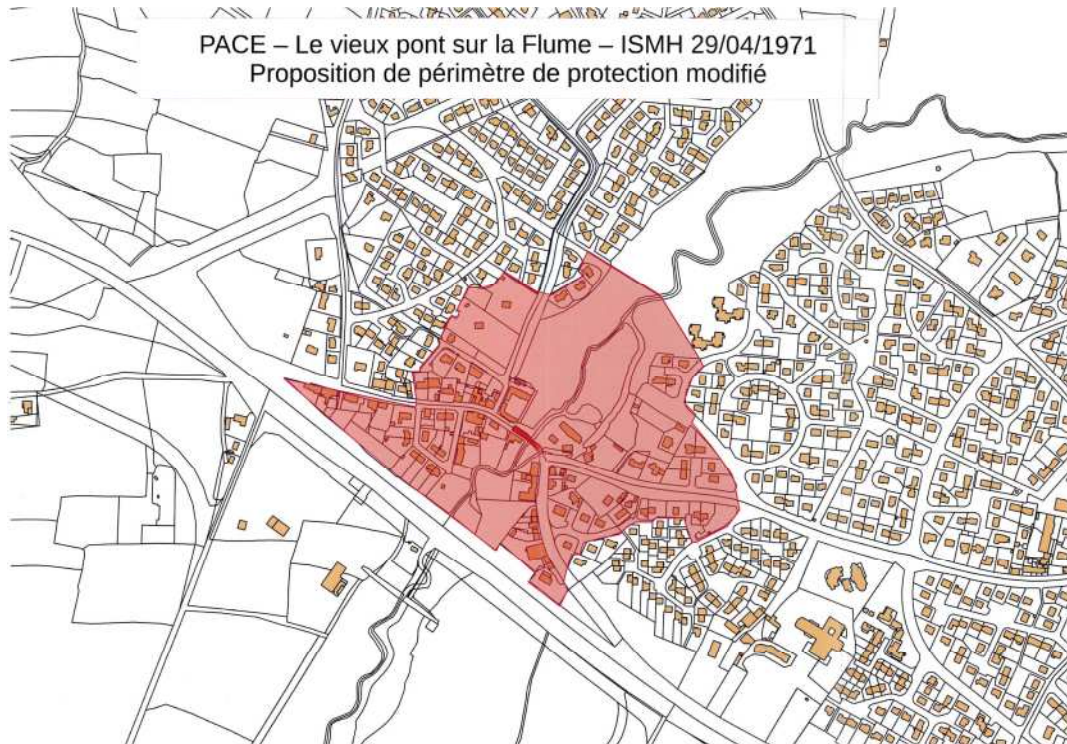 PACE – Le vieux pont sur la Flume – ISMH 29/04/1971
Proposition de périmètre de protection modifié